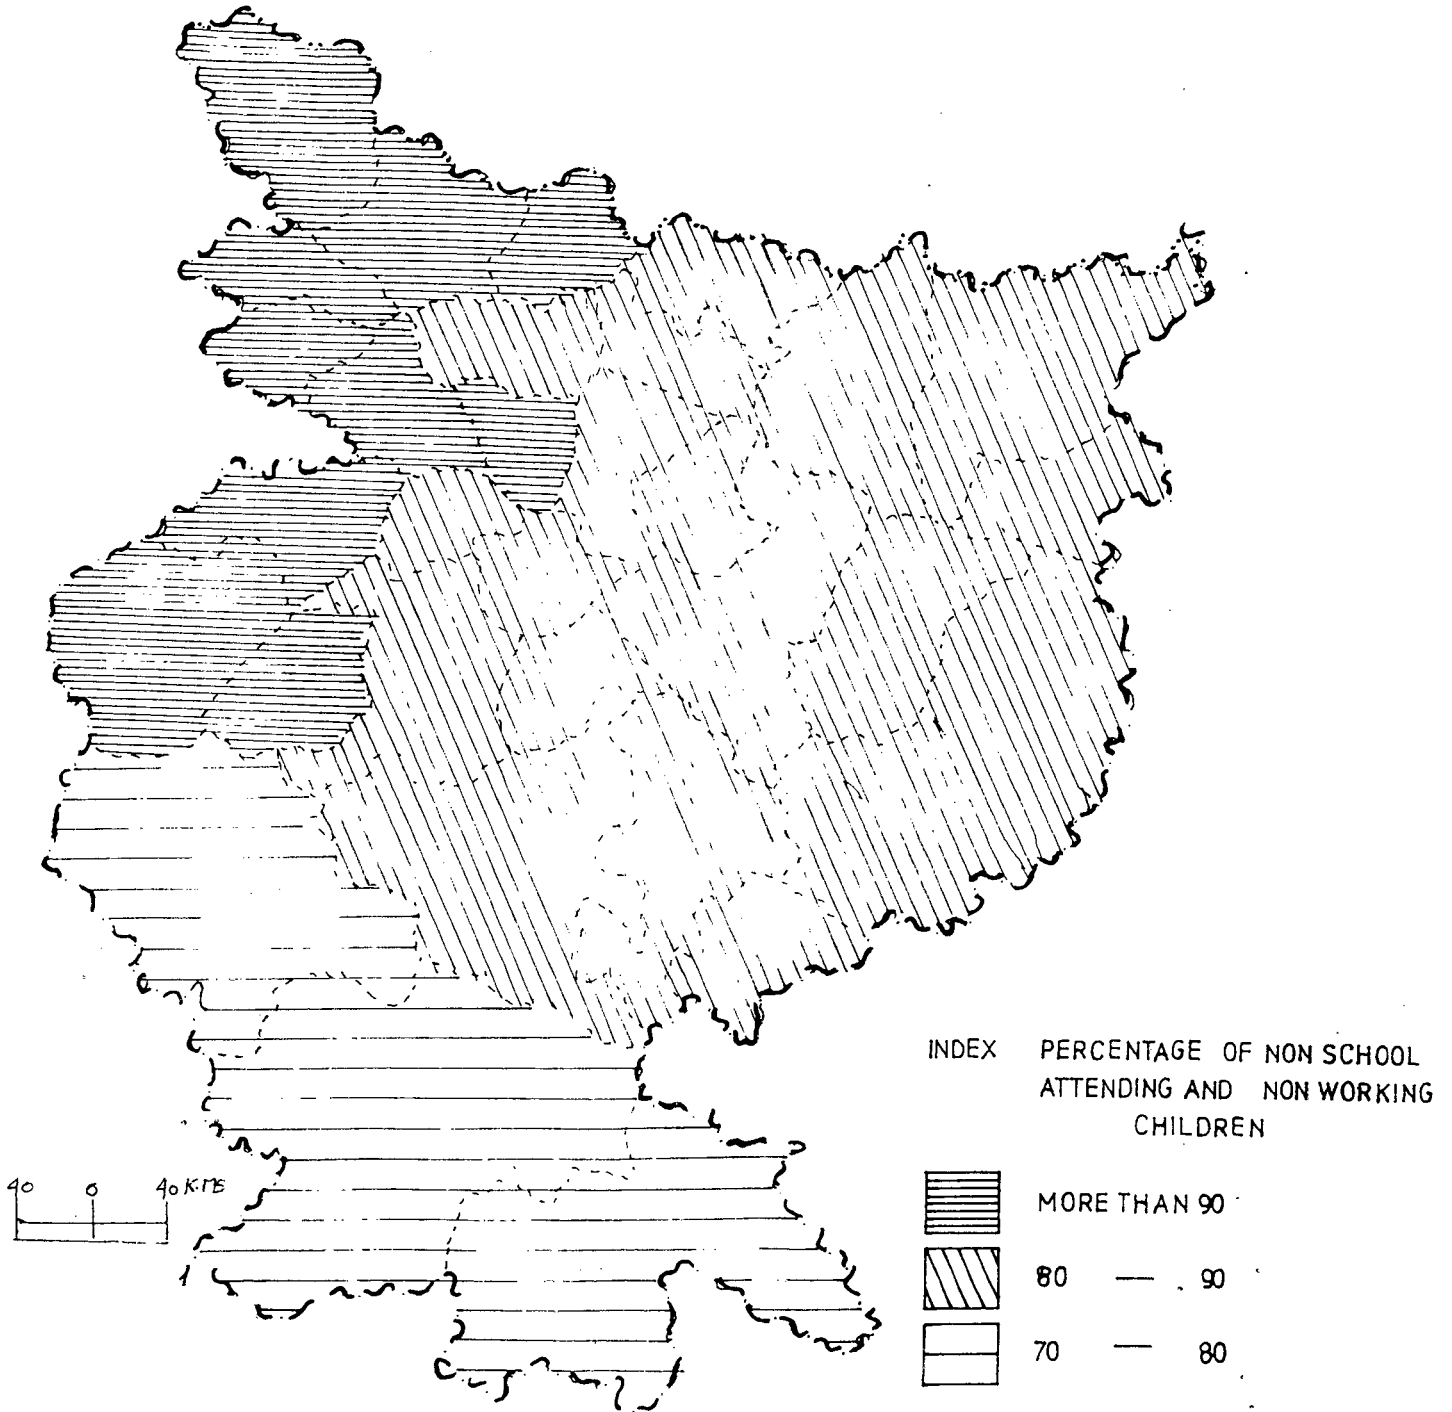 INDEX PERCENTAGE OF NON SCHOOL
ATTENDING AND NON WORKING
CHILDREN
40 0 40 K.MS
MORE THAN 90
80 — 90
70 — 80